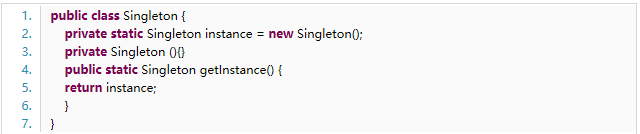 1. public class Singleton {
2. private static Singleton instance = new Singleton();
3. private Singleton (){}
4. public static Singleton getInstance() {
5. return instance;
6. }
7. }